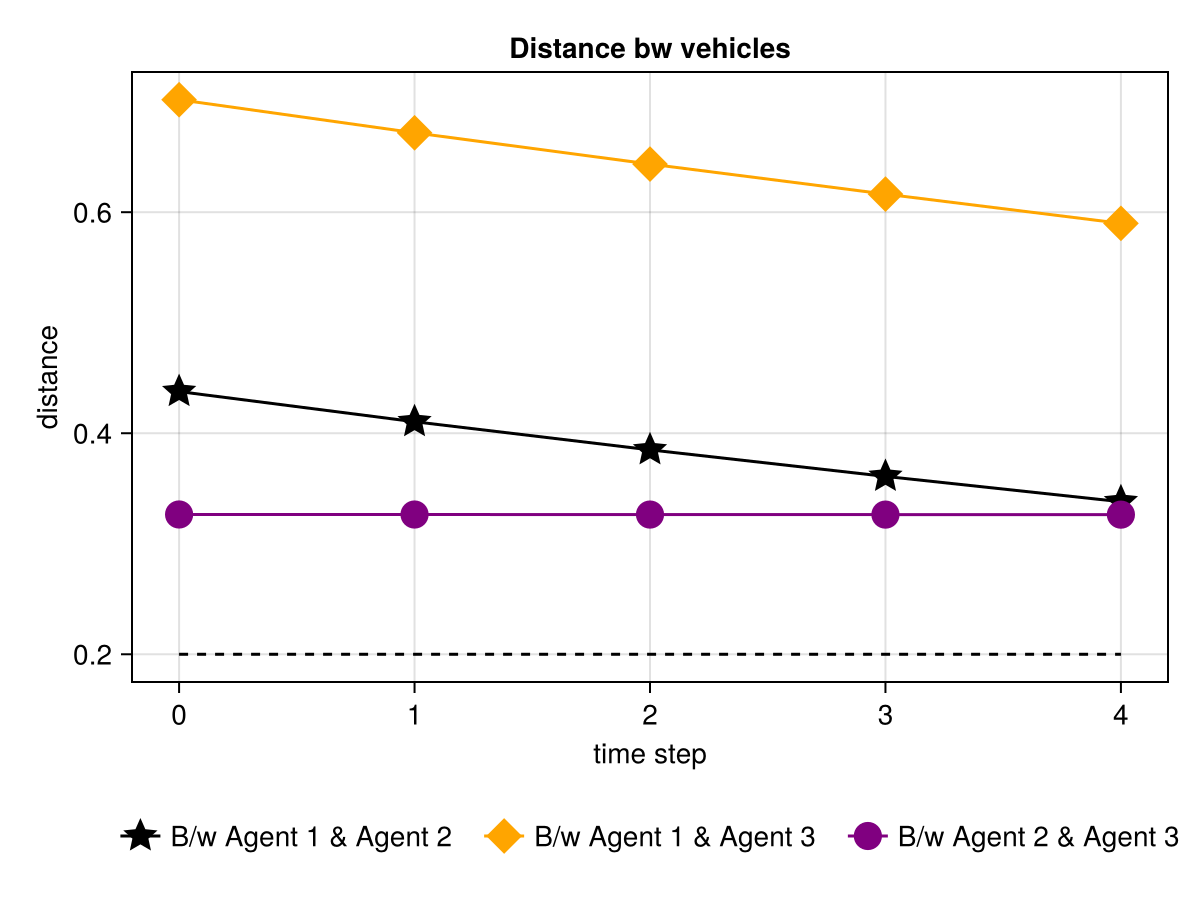 Distance bw vehicles
distance
0.6
0.4
0.2
0 1 2 3 4
time step
B/w Agent 1 & Agent 2 B/w Agent 1 & Agent 3 B/w Agent 2 & Agent 3